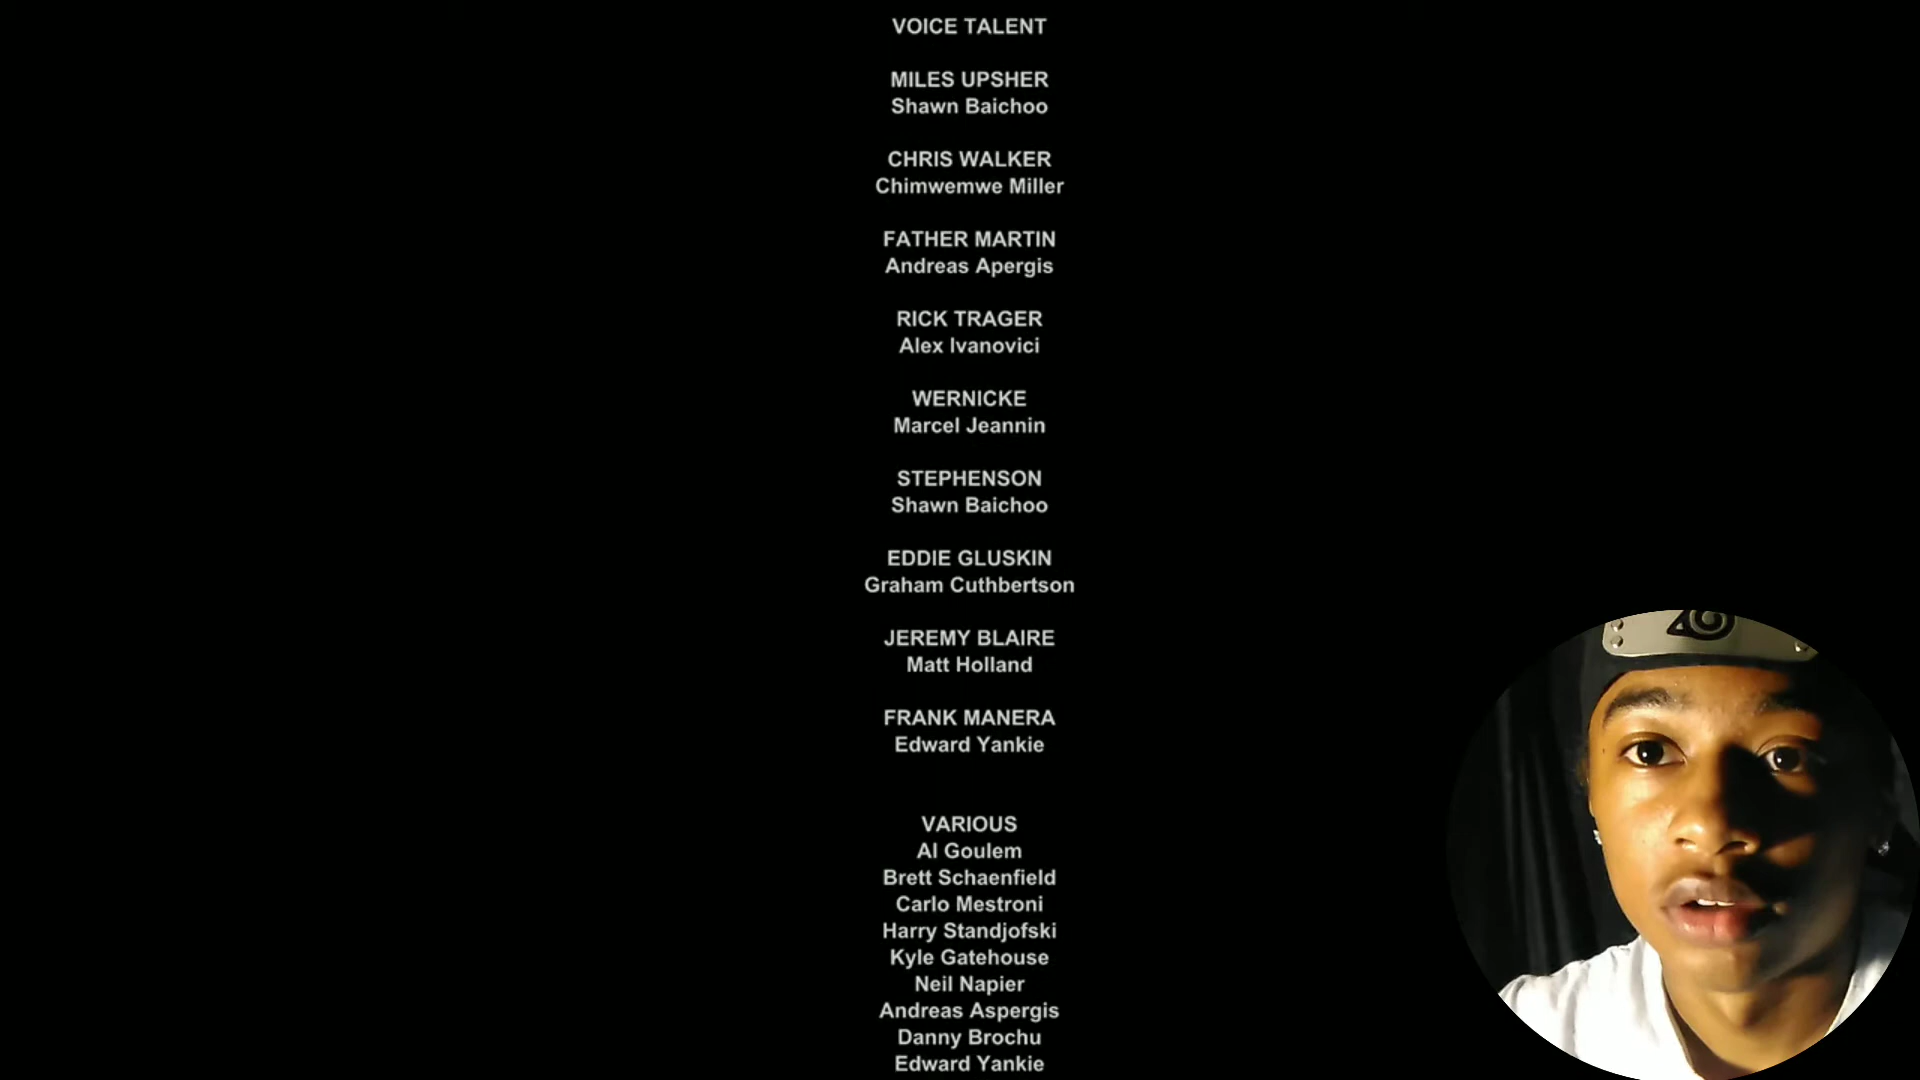 VOICE TALENT
MILES UPSHER
Shawn Baichoo
CHRIS WALKER
Chimwemwe Miller
FATHER MARTIN
Andreas Apergis
RICK TRAGER
Alex Ivanovici
WERNICKE
Marcel Jeannin
STEPHENSON
Shawn Baichoo
EDDIE GLUSKIN
Graham Cuthbertson
JEREMY BLAIRE
Matt Holland
FRANK MANERA
Edward Yankie
VARIOUS
Al Goulem
Brett Schaenfield
Carlo Mestroni
Harry Standjofski
Kyle Gatehouse
Neil Napier
Andreas Aspergis
Danny Brochu
Edward Yankie